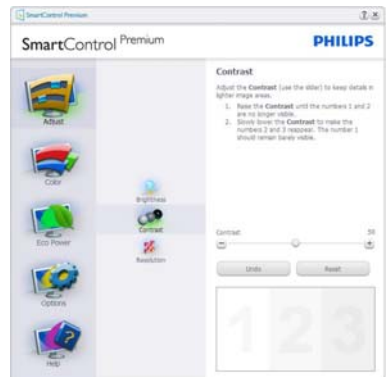 SmartControl Premium
SmartControl Premium
PHILIPS
Adjust
Color
Eco Power
Options
Help
Brightness
Contrast
Resolution
Contrast
Adjust the Contrast (use the slider) to keep details in
lighter image areas.
1. Raise the Contrast until the numbers 1 and 2
are no longer visible.
2. Slowly lower the Contrast to make the
numbers 2 and 3 reappear. The number 1
should remain barely visible.
Contrast
50
Undo
Reset
1 2 3